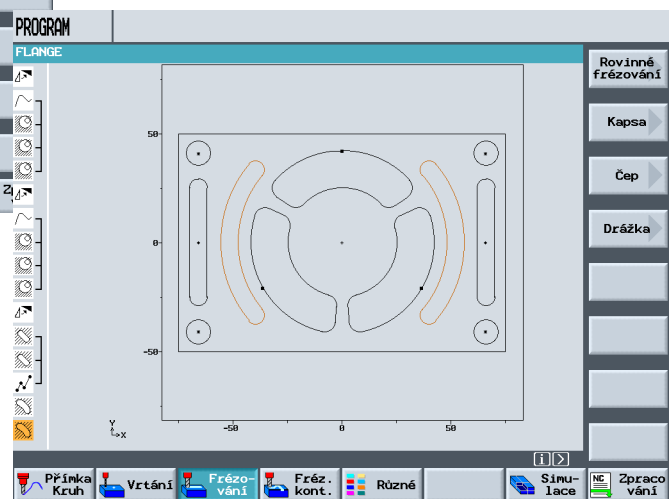 PROGRAM
FLANGE
Rovinné
frézování
Kapsa
Čep
Drážka
50
0
-50
Y
X
-50
0
50
i
Přímka
Kruh
Vrtání
Frézo-
vání
Fréz.
kont.
Různé
Simu-
lace
NC
Zpraco
vání